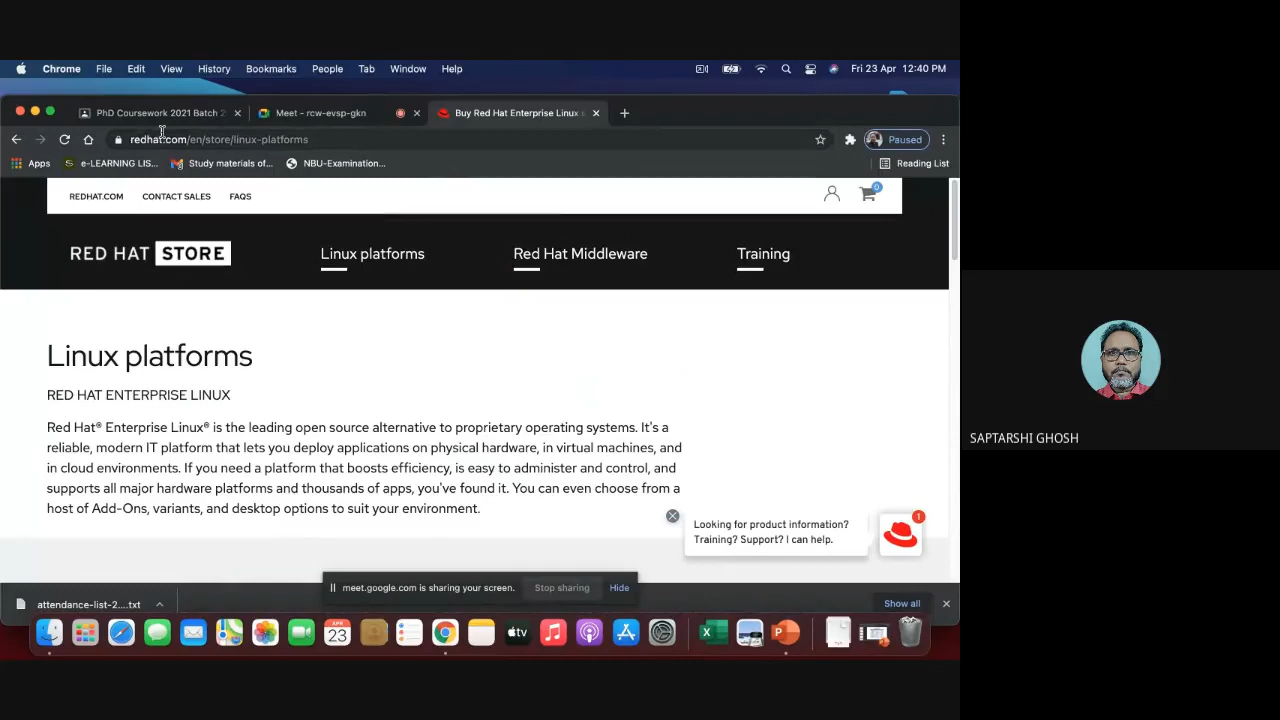 Chrome File Edit View History Bookmarks People Tab Window Help Fri 23 Apr 12:40 PM
PhD Coursework 2021 Batch 2 Meet - rcw-evsp-gkn Buy Red Hat Enterprise Linux s
redhat.com/en/store/linux-platforms Paused
Apps e-LEARNING LIS... Study materials of... NBU-Examination... Reading List
REDHAT.COM CONTACT SALES FAQS 0
RED HAT STORE Linux platforms Red Hat Middleware Training
Linux platforms
RED HAT ENTERPRISE LINUX
Red Hat® Enterprise Linux® is the leading open source alternative to proprietary operating systems. It's a
reliable, modern IT platform that lets you deploy applications on physical hardware, in virtual machines, and
in cloud environments. If you need a platform that boosts efficiency, is easy to administer and control, and
supports all major hardware platforms and thousands of apps, you've found it. You can even choose from a
host of Add-Ons, variants, and desktop options to suit your environment.
Looking for product information?
Training? Support? I can help.
1
meet.google.com is sharing your screen. Stop sharing Hide
attendance-list-2....txt Show all
APR
23
tv
X
P
SAPTARSHI GHOSH